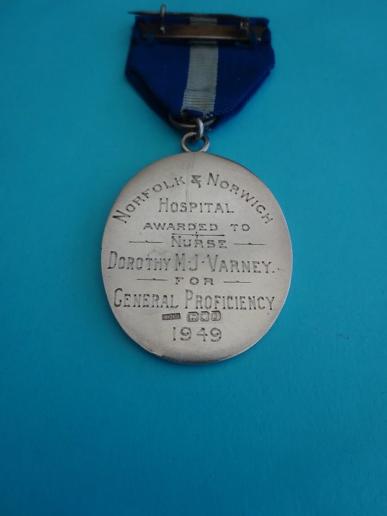 NORFOLK & NORWICH
HOSPITAL
AWARDED TO
NURSE
DOROTHY M·J·VARNEY.
FOR
GENERAL PROFICIENCY
1949